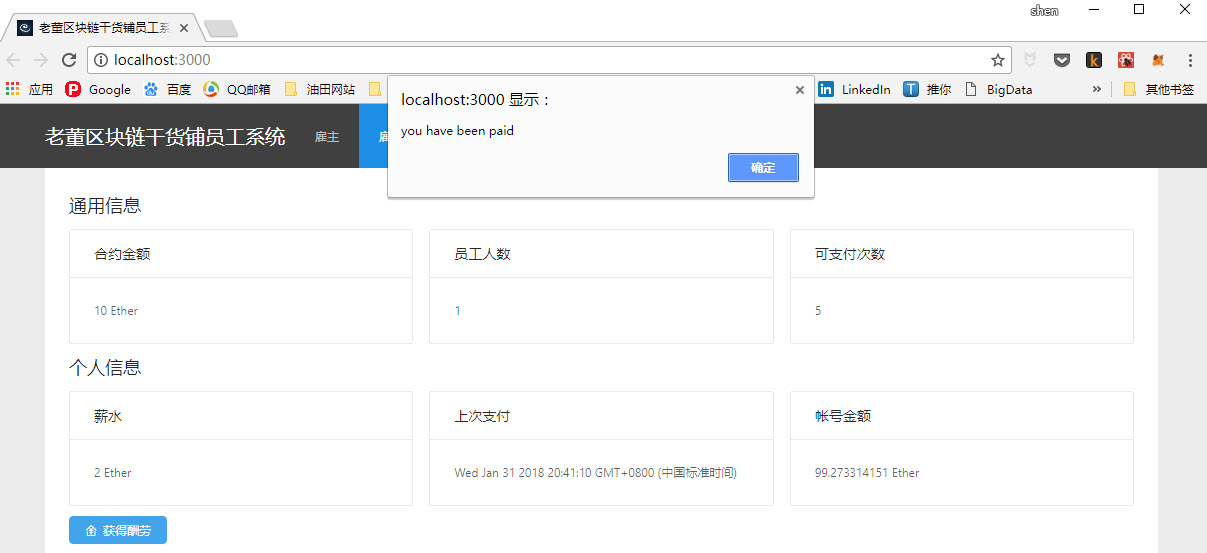 shen
老董区块链干货铺员工系
localhost:3000
应用 Google 百度 QQ邮箱 油田网站 LinkedIn 推你 BigData » 其他书签
localhost:3000 显示：
you have been paid
确定
老董区块链干货铺员工系统 雇主
通用信息
合约金额 员工人数 可支付次数
10 Ether 1 5
个人信息
薪水 上次支付 帐号金额
2 Ether Wed Jan 31 2018 20:41:10 GMT+0800 (中国标准时间) 99.273314151 Ether
获得酬劳